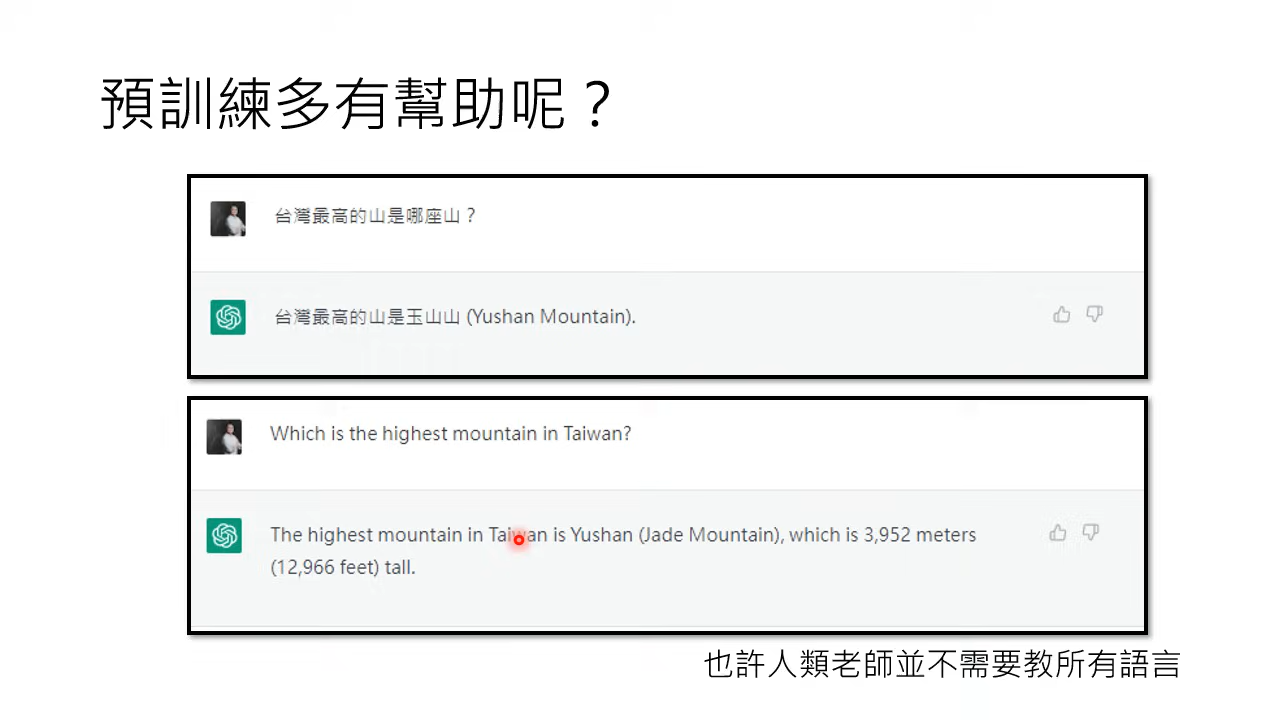 預訓練多有幫助呢？
台灣最高的山是哪座山？
台灣最高的山是玉山山 (Yushan Mountain).
Which is the highest mountain in Taiwan?
The highest mountain in Taiwan is Yushan (Jade Mountain), which is 3,952 meters
(12,966 feet) tall.
也許人類老師並不需要教所有語言